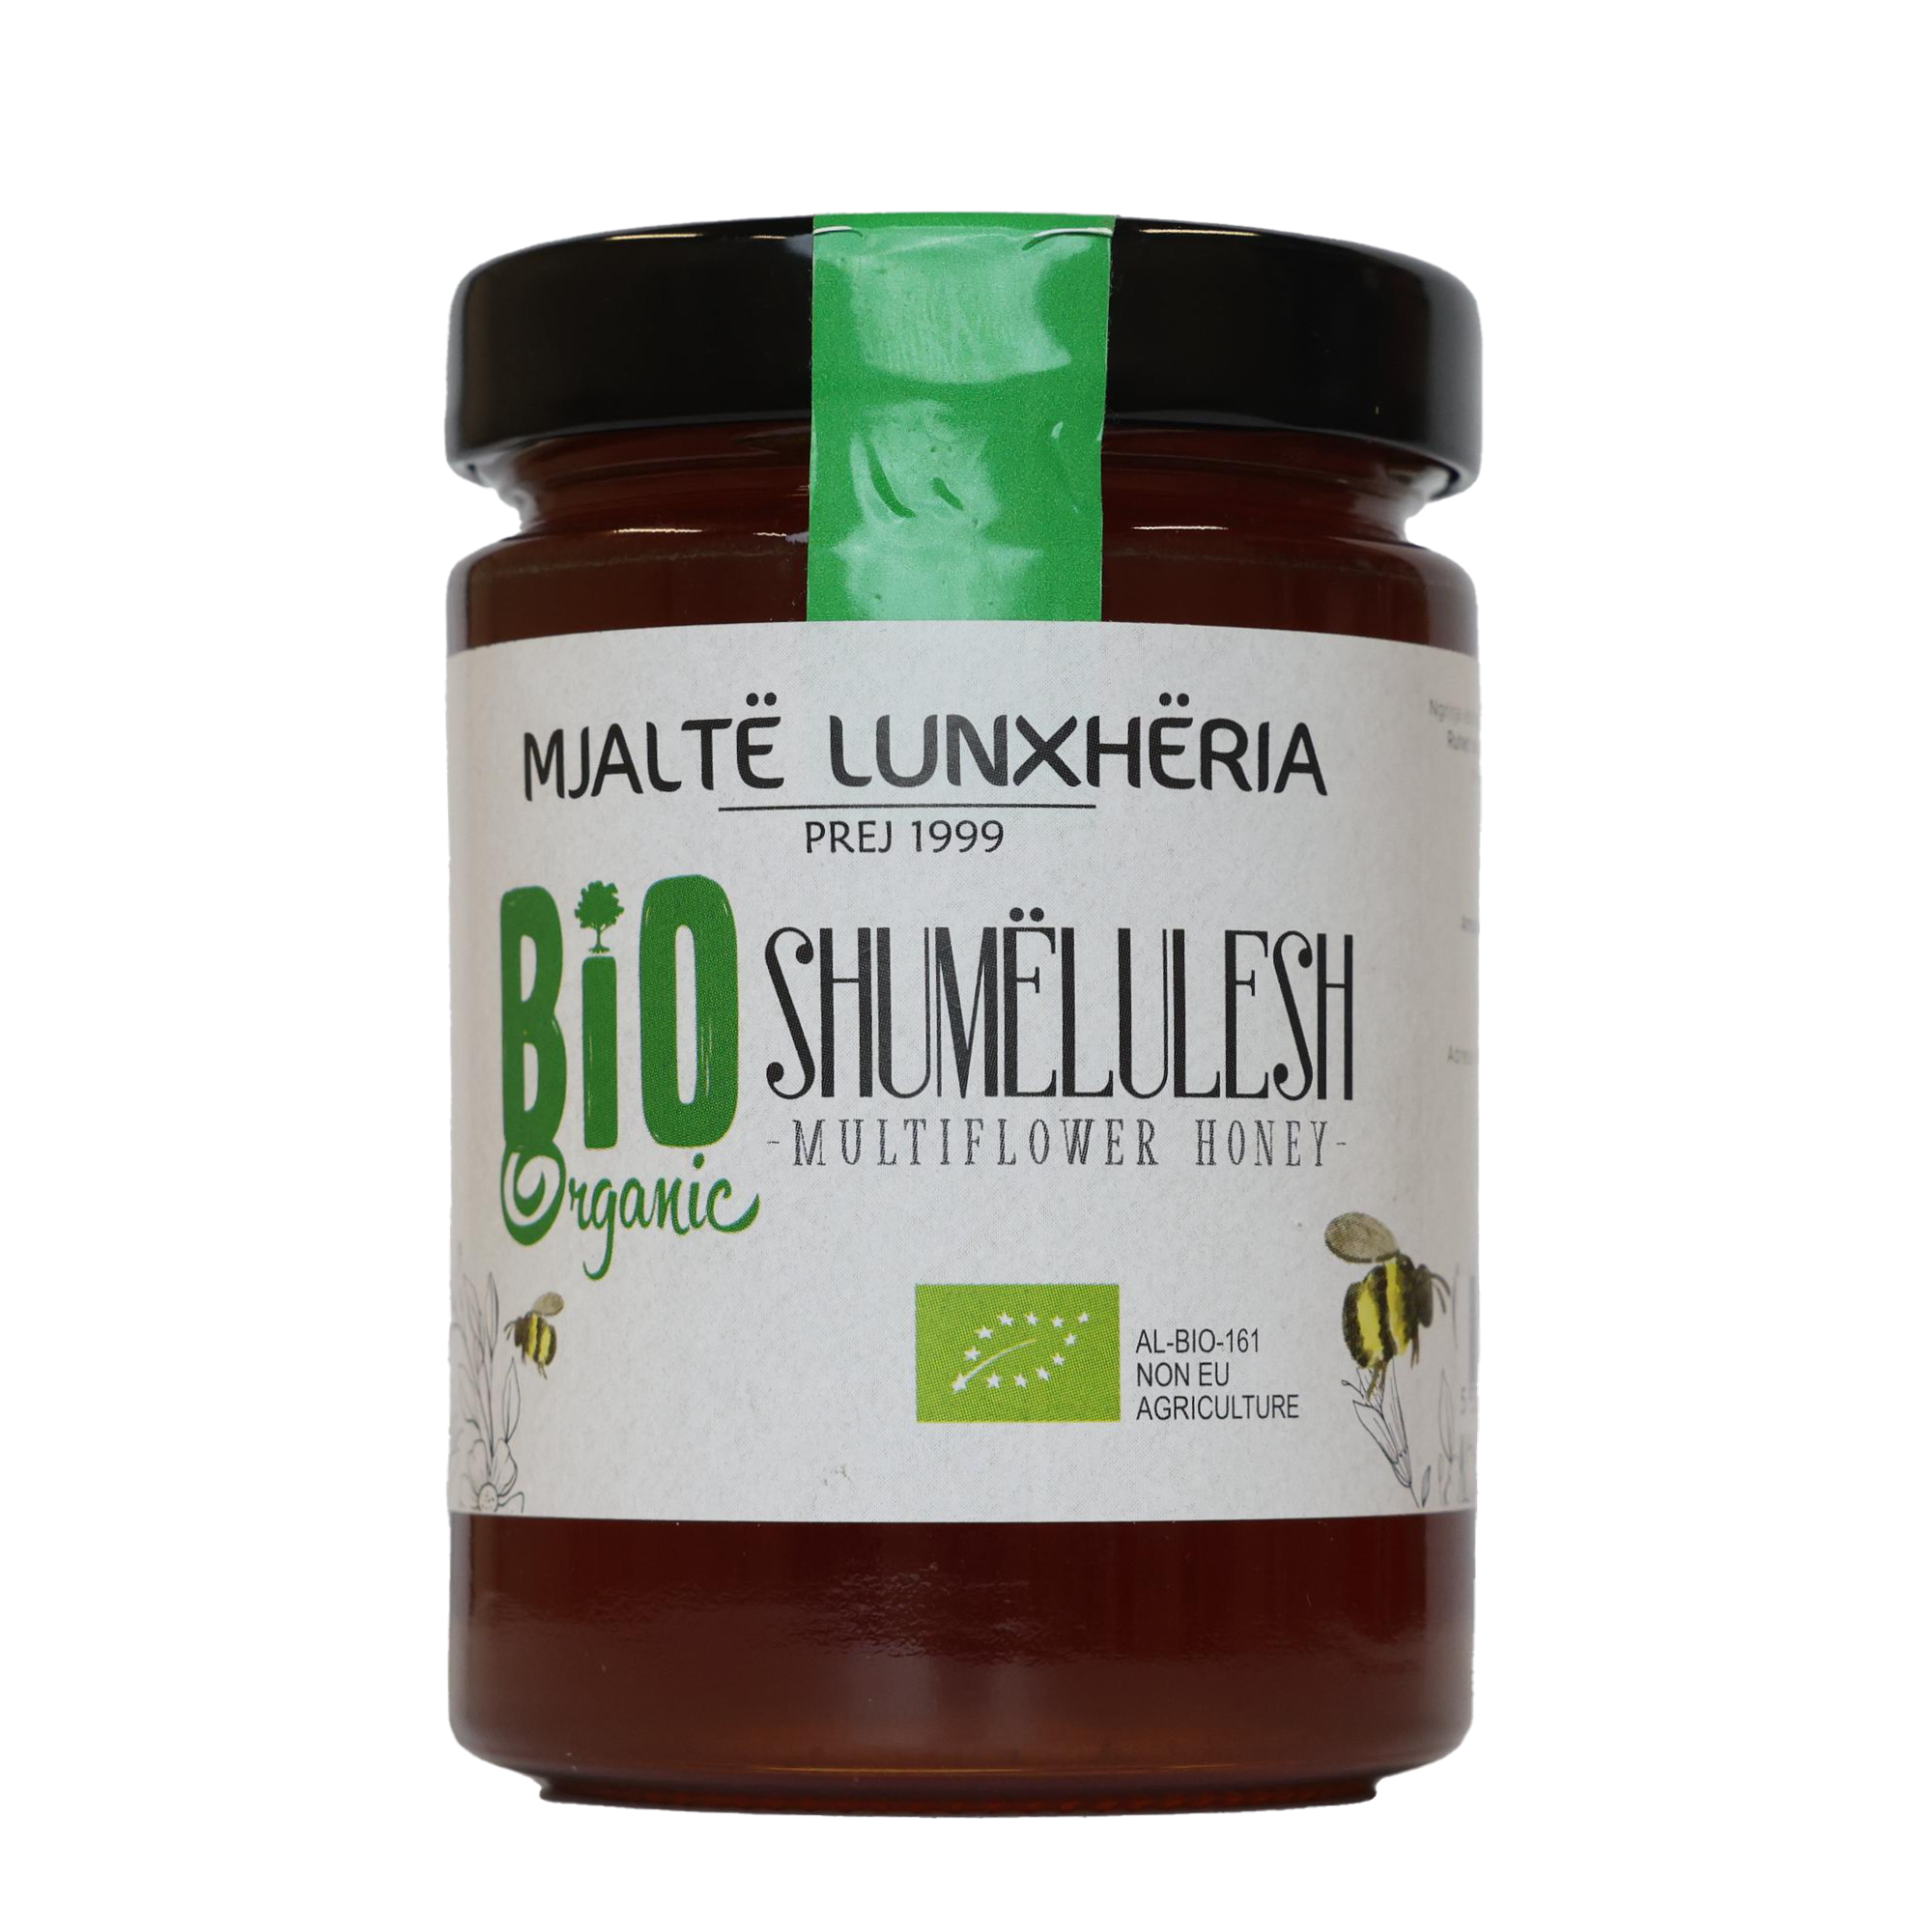 MJALTË LUNXHËRIA
PREJ 1999
BiO
Organic
SHUMËLULESH
-MULTIFLOWER HONEY-
AL-BIO-161
NON EU
AGRICULTURE